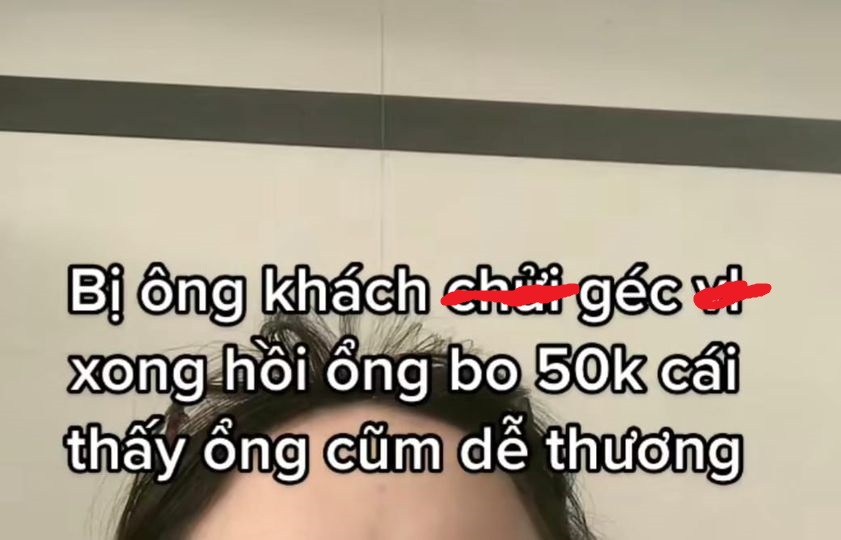 Bị ông khách chửi géc vl
xong hồi ổng bo 50k cái
thấy ổng cũm dễ thương